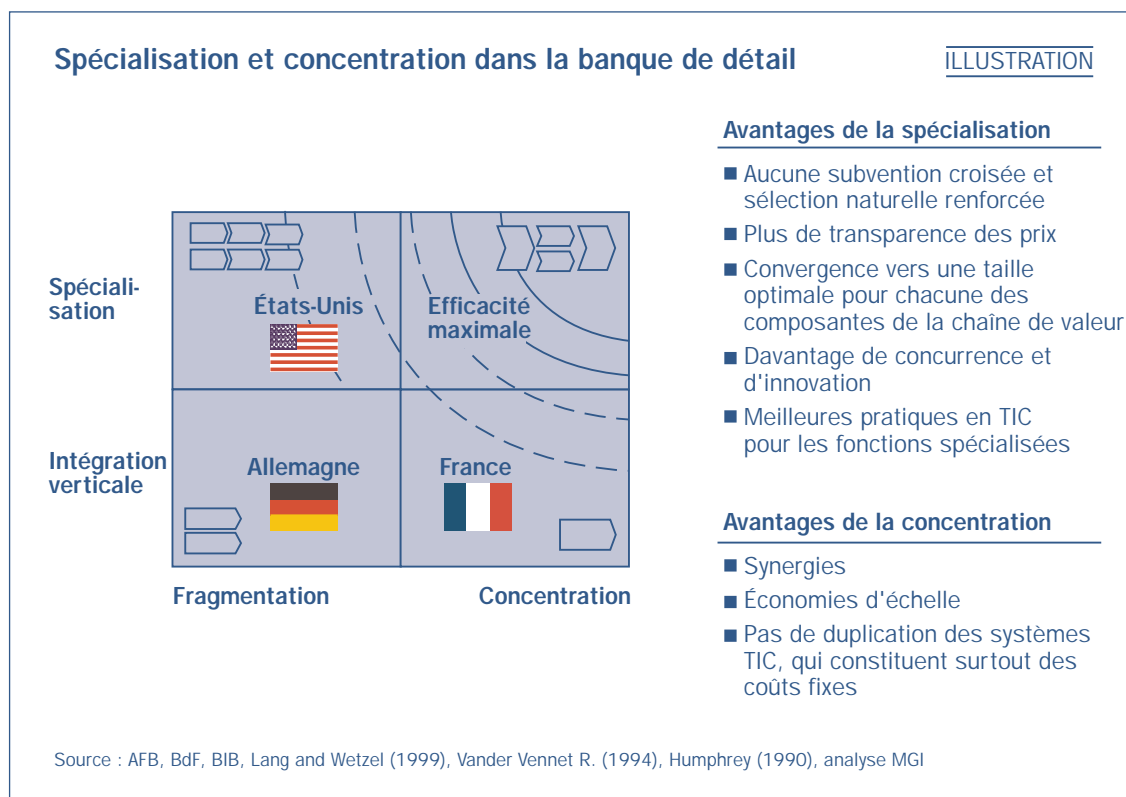 Spécialisation et concentration dans la banque de détail
ILLUSTRATION
Spéciali-
sation
États-Unis
Efficacité
maximale
Intégration
verticale
Allemagne
France
Fragmentation
Concentration
Avantages de la spécialisation
■ Aucune subvention croisée et
sélection naturelle renforcée
■ Plus de transparence des prix
■ Convergence vers une taille
optimale pour chacune des
composantes de la chaîne de valeur
■ Davantage de concurrence et
d'innovation
■ Meilleures pratiques en TIC
pour les fonctions spécialisées
Avantages de la concentration
■ Synergies
■ Économies d'échelle
■ Pas de duplication des systèmes
TIC, qui constituent surtout des
coûts fixes
Source : AFB, BdF, BIB, Lang and Wetzel (1999), Vander Vennet R. (1994), Humphrey (1990), analyse MGI